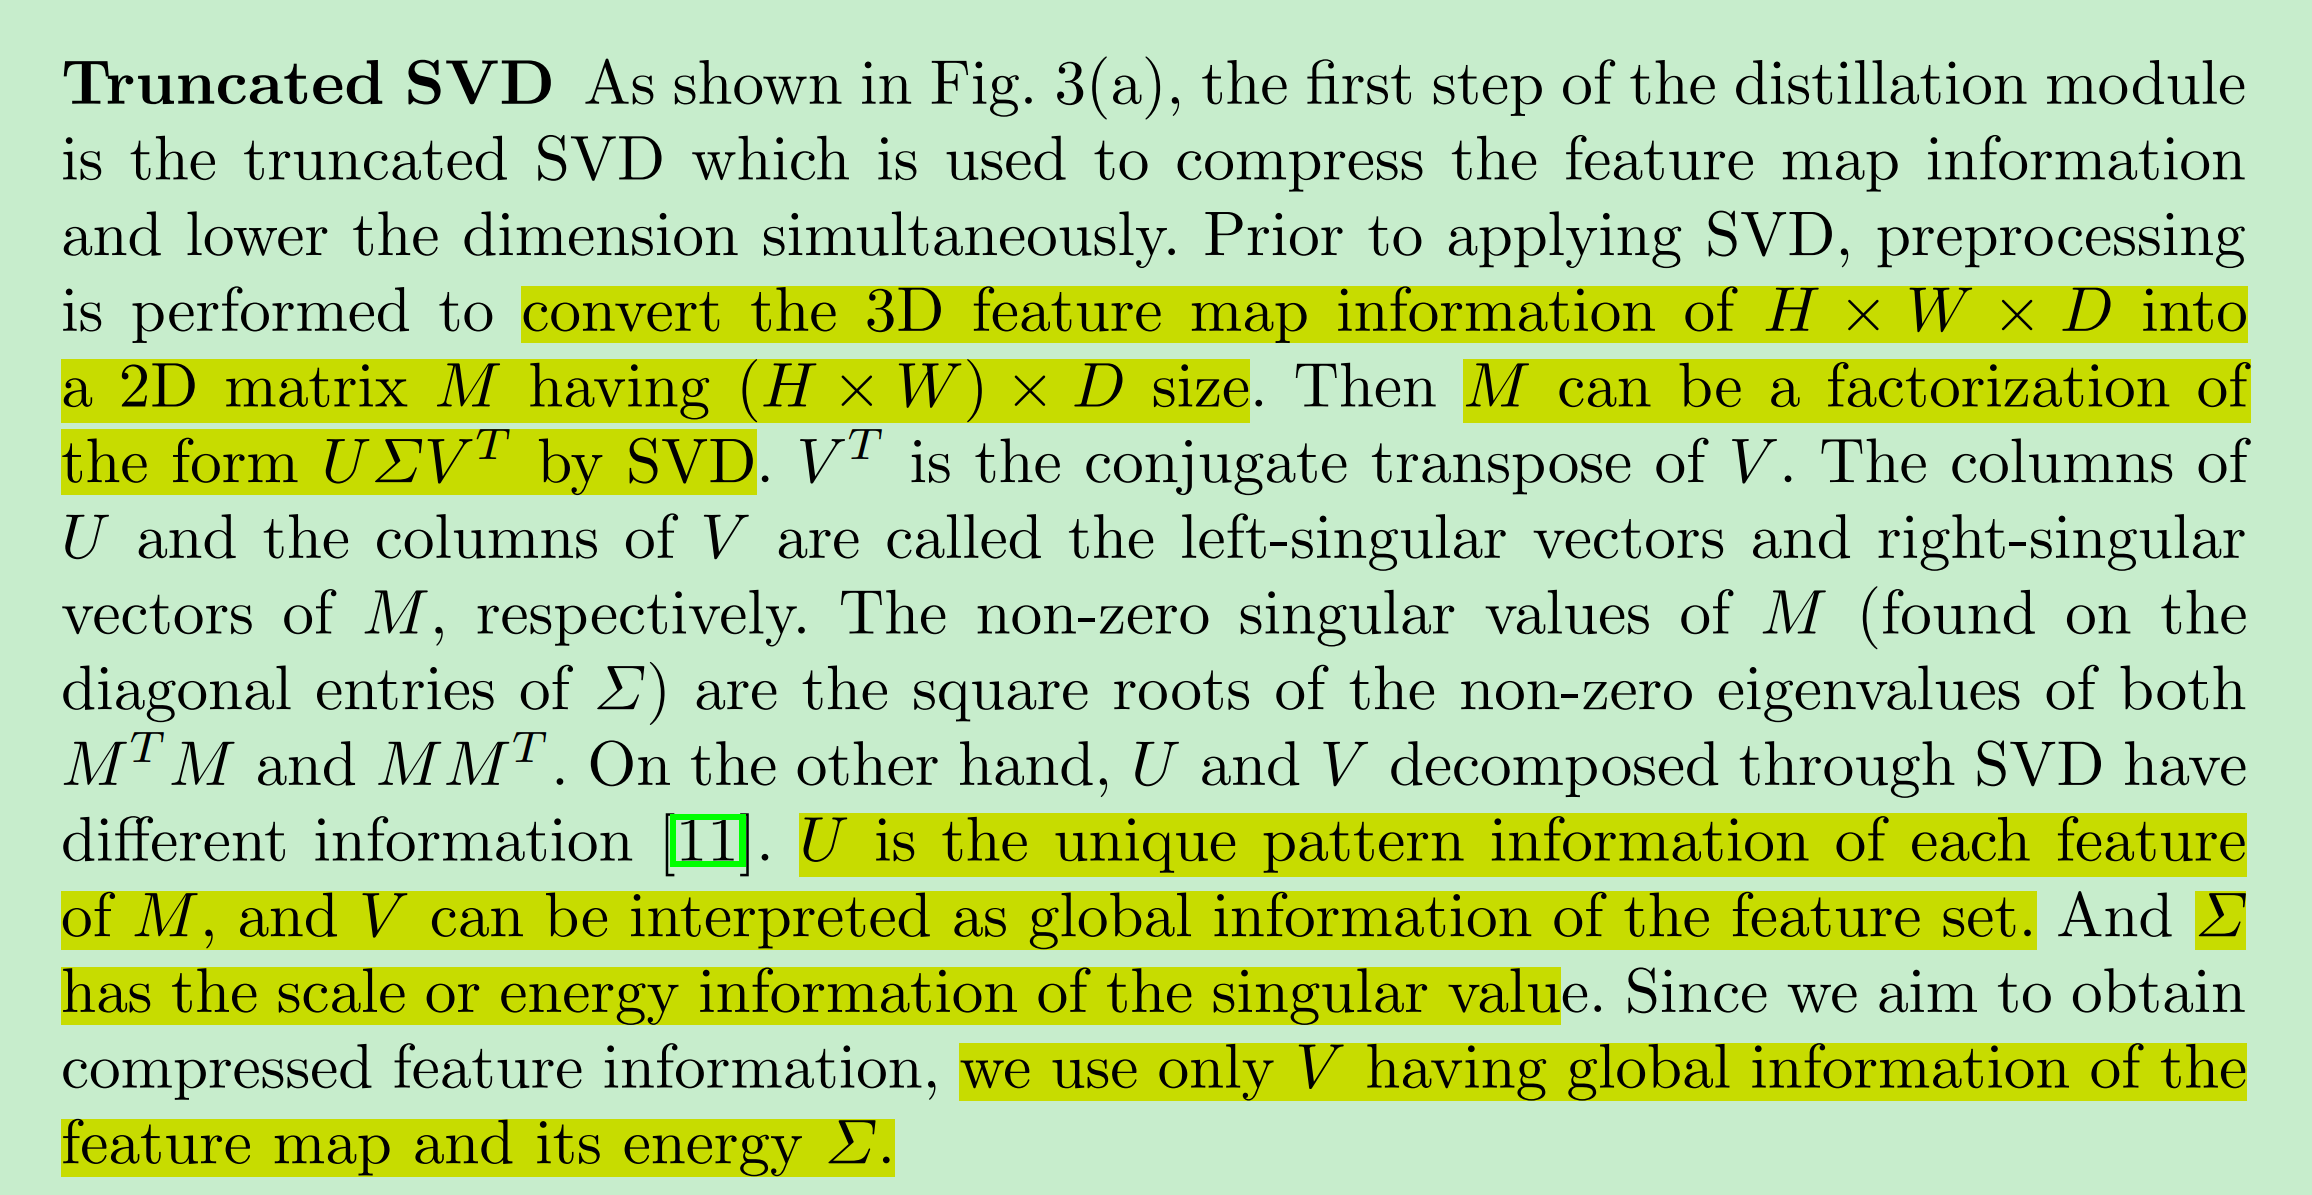 Truncated SVD As shown in Fig. 3(a), the first step of the distillation module
is the truncated SVD which is used to compress the feature map information
and lower the dimension simultaneously. Prior to applying SVD, preprocessing
is performed to convert the 3D feature map information of H × W × D into
a 2D matrix M having (H × W) × D size. Then M can be a factorization of
the form UΣV^T by SVD. V^T is the conjugate transpose of V. The columns of
U and the columns of V are called the left-singular vectors and right-singular
vectors of M, respectively. The non-zero singular values of M (found on the
diagonal entries of Σ) are the square roots of the non-zero eigenvalues of both
M^T M and MM^T. On the other hand, U and V decomposed through SVD have
different information [11]. U is the unique pattern information of each feature
of M, and V can be interpreted as global information of the feature set. And Σ
has the scale or energy information of the singular value. Since we aim to obtain
compressed feature information, we use only V having global information of the
feature map and its energy Σ.